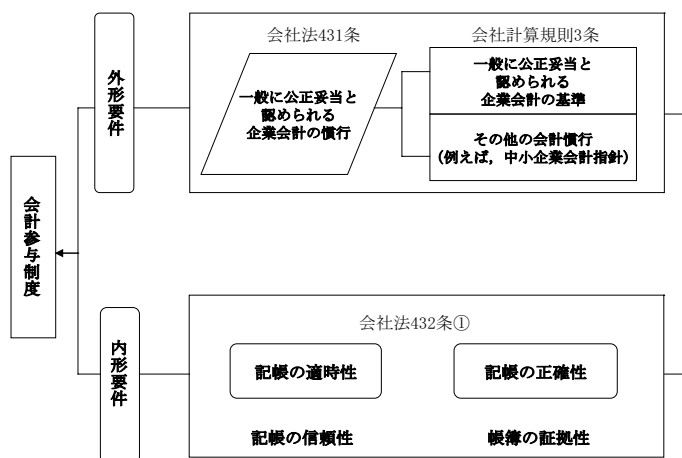 会社法431条
会社計算規則3条
外形要件
一般に公正妥当と
認められる
企業会計の慣行
一般に公正妥当と
認められる
企業会計の基準
その他の会計慣行
(例えば，中小企業会計指針)
会計参与制度
会社法432条①
内形要件
記帳の適時性
記帳の正確性
記帳の信頼性
帳簿の証拠性